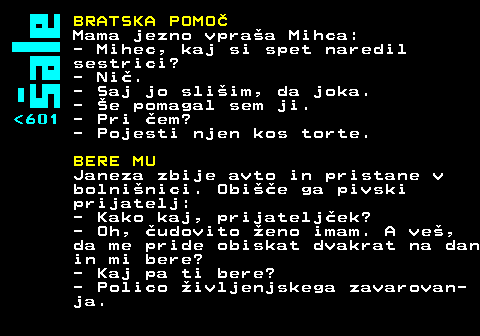 šale
<601
BRATSKA POMOČ
Mama jezno vpraša Mihca:
- Mihec, kaj si spet naredil
sestrici?
- Nič.
- Saj jo slišim, da joka.
- Še pomagal sem ji.
- Pri čem?
- Pojesti njen kos torte.
BERE MU
Janeza zbije avto in pristane v
bolnišnici. Obišče ga pivski
prijatelj:
- Kako kaj, prijateljček?
- Oh, čudovito ženo imam. A veš,
da me pride obiskat dvakrat na dan
in mi bere?
- Kaj pa ti bere?
- Polico življenjskega zavarovan-
ja.